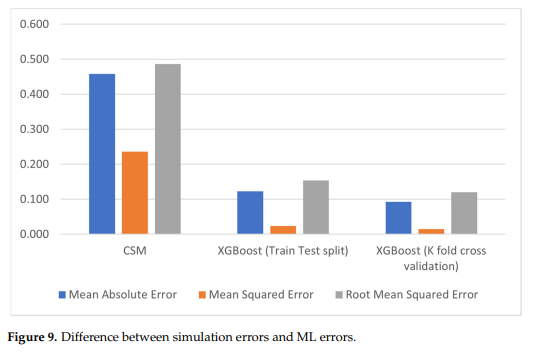 0.600
0.500
0.400
0.300
0.200
0.100
0.000
CSM
XGBoost (Train Test split)
XGBoost (K fold cross
validation)
Mean Absolute Error
Mean Squared Error
Root Mean Squared Error
Figure 9. Difference between simulation errors and ML errors.